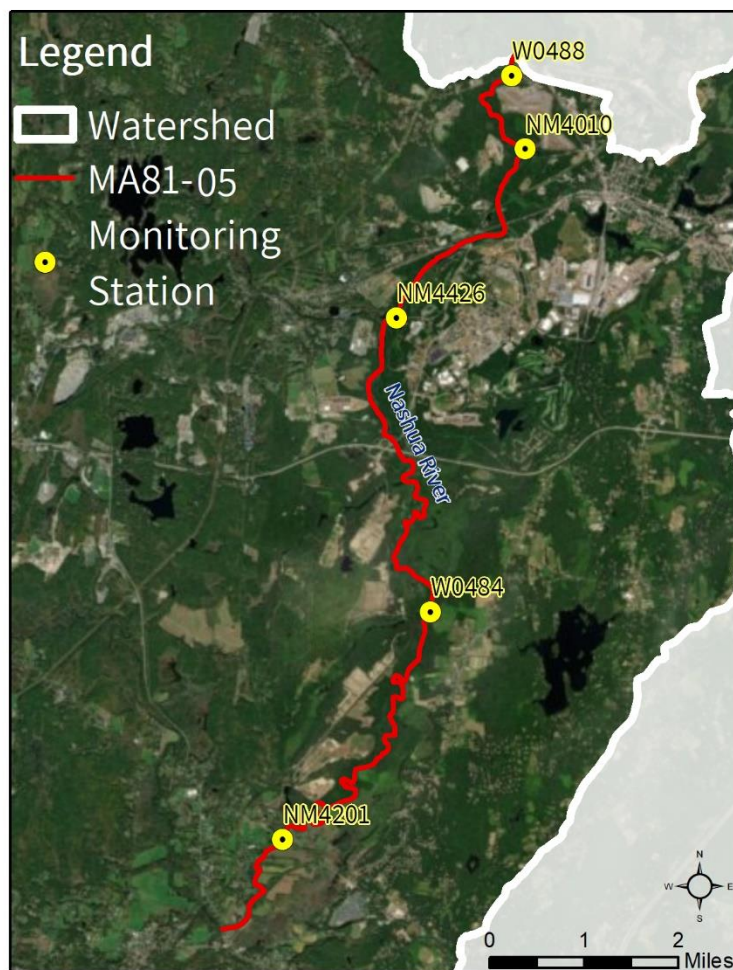 Legend
Watershed
MA81-05
Monitoring
Station
W0488
NM4010
NM4426
Nashua River
W0484
NM4201
N
W E
S
0 1 2
Miles